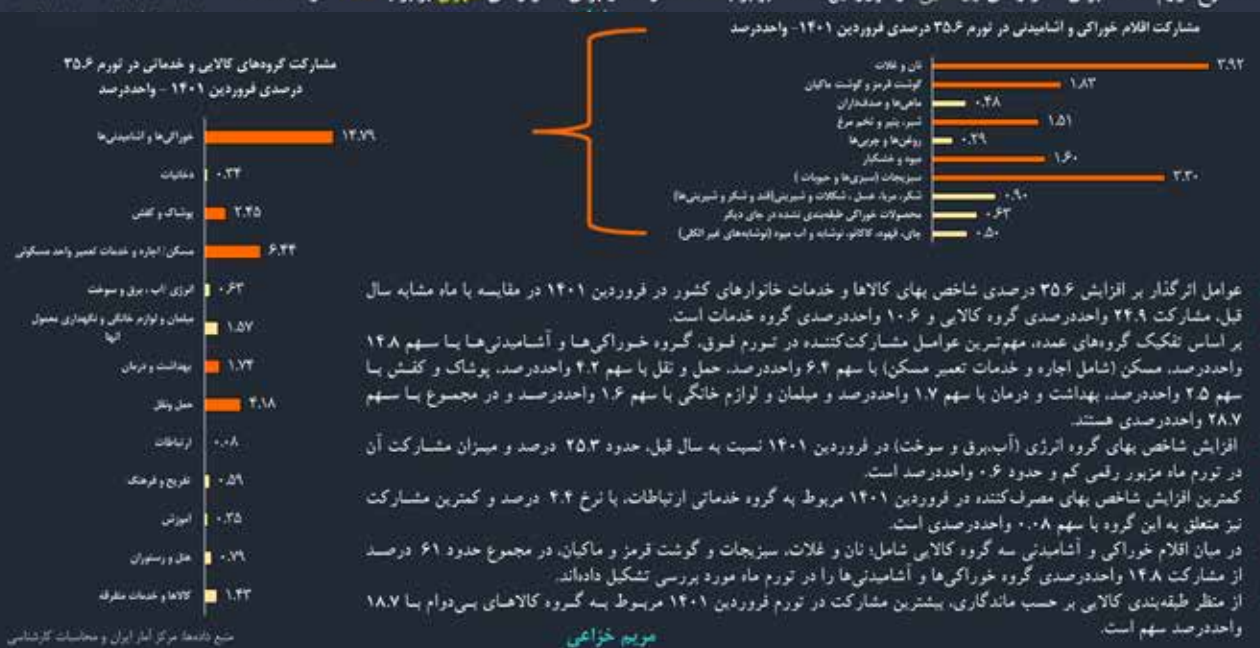 مشارکت اقلام خوراکی و آشامیدنی در تورم ۳۵.۶ درصدی فروردین ۱۴۰۱- واحددرصد
نان و غلات ۳.۹۲
گوشت قرمز و گوشت ماکیان ۱.۸۳
ماهی‌ها و صدف‌داران ۰.۴۸
شیر، پنیر و تخم مرغ ۱.۵۱
روغن‌ها و چربی‌ها ۰.۲۹
میوه و خشکبار ۱.۶۰
سبزیجات (سبزی‌ها و حبوبات ) ۳.۳۰
شکر، مربا، عسل ، شکلات و شیرینی(قند و شکر و شیرینی‌ها) ۰.۹۰
محصولات خوراکی طبقه‌بندی نشده در جای دیگر ۰.۶۳
چای، قهوه، کاکائو، نوشابه و آب میوه (نوشابه‌های غیر الکلی) ۰.۵۰
مشارکت گروه‌های کالایی و خدماتی در تورم ۳۵.۶
درصدی فروردین ۱۴۰۱ - واحددرصد
خوراکی‌ها و آشامیدنی‌ها ۱۴.۷۹
دخانیات ۰.۳۴
پوشاک و کفش ۲.۴۵
مسکن/ اجاره و خدمات تعمیر واحد مسکونی ۶.۴۴
انرژی /آب ، برق و سوخت ۰.۶۳
مبلمان و لوازم خانگی و نگهداری معمول
آنها ۱.۵۷
بهداشت و درمان ۱.۷۴
حمل ونقل ۴.۱۸
ارتباطات ۰.۰۸
تفریح و فرهنگ ۰.۵۹
آموزش ۰.۳۵
هتل و رستوران ۰.۷۹
کالاها و خدمات متفرقه ۱.۴۳
عوامل اثرگذار بر افزایش ۳۵.۶ درصدی شاخص بهای کالاها و خدمات خانوارهای کشور در فروردین ۱۴۰۱ در مقایسه با ماه مشابه سال
قبل، مشارکت ۲۴.۹ واحددرصدی گروه کالایی و ۱۰.۶ واحددرصدی گروه خدمات است.
بر اساس تفکیک گروه‌های عمده، مهم‌ترین عوامل مشارکت‌کننده در تورم فوق، گروه خوراکی‌ها و آشامیدنی‌ها با سهم ۱۴.۸
واحددرصد، مسکن (شامل اجاره و خدمات تعمیر مسکن) با سهم ۶.۴ واحددرصد، حمل و نقل با سهم ۴.۲ واحددرصد، پوشاک و کفش با
سهم ۲.۵ واحددرصد، بهداشت و درمان با سهم ۱.۷ واحددرصد و مبلمان و لوازم خانگی با سهم ۱.۶ واحددرصد و در مجموع با سهم
۲۸.۷ واحددرصدی هستند.
افزایش شاخص بهای گروه انرژی (آب،برق و سوخت) در فروردین ۱۴۰۱ نسبت به سال قبل، حدود ۲۵.۳ درصد و میزان مشارکت آن
در تورم ماه مزبور رقمی کم و حدود ۰.۶ واحددرصد است.
کمترین افزایش شاخص بهای مصرف‌کننده در فروردین ۱۴۰۱ مربوط به گروه خدماتی ارتباطات، با نرخ ۴.۴ درصد و کمترین مشارکت
نیز متعلق به این گروه با سهم ۰.۰۸ واحددرصدی است.
در میان اقلام خوراکی و آشامیدنی سه گروه کالایی شامل؛ نان و غلات، سبزیجات و گوشت قرمز و ماکیان، در مجموع حدود ۶۱ درصد
از مشارکت ۱۴.۸ واحددرصدی گروه خوراکی‌ها و آشامیدنی‌ها را در تورم ماه مورد بررسی تشکیل داده‌اند.
از منظر طبقه‌بندی کالایی بر حسب ماندگاری، بیشترین مشارکت در تورم فروردین ۱۴۰۱ مربوط به گروه کالاهای بی‌دوام با ۱۸.۷
واحددرصد سهم است.
مریم خزاعی
منبع داده‌ها: مرکز آمار ایران و محاسبات کارشناسی